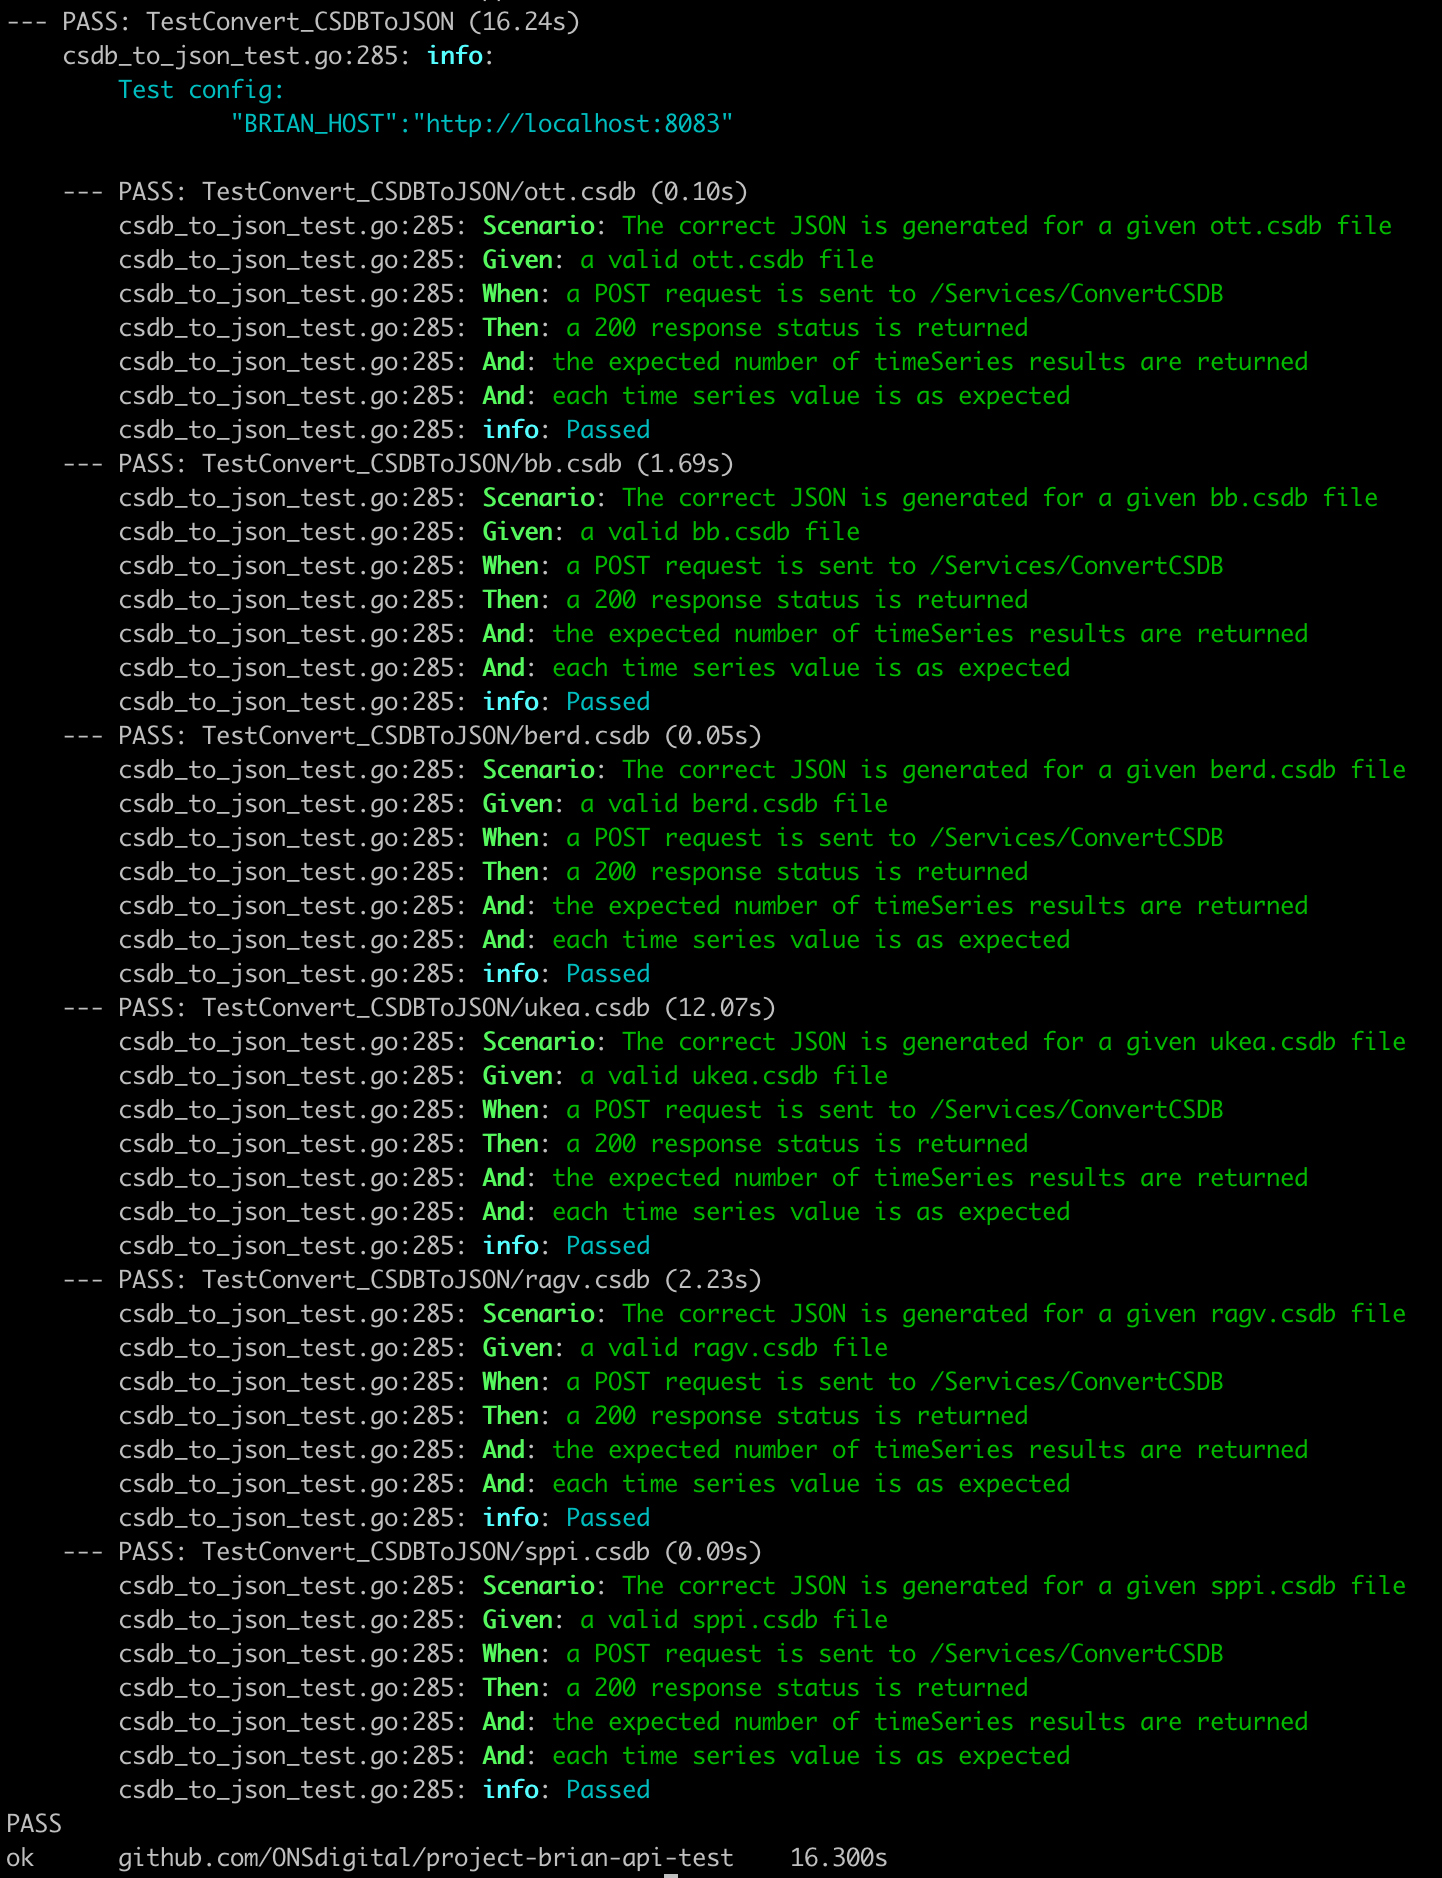 --- PASS: TestConvert_CSDBToJSON (16.24s)
    csdb_to_json_test.go:285: info:
        Test config:
                "BRIAN_HOST":"http://localhost:8083"

    --- PASS: TestConvert_CSDBToJSON/ott.csdb (0.10s)
        csdb_to_json_test.go:285: Scenario: The correct JSON is generated for a given ott.csdb file
        csdb_to_json_test.go:285: Given: a valid ott.csdb file
        csdb_to_json_test.go:285: When: a POST request is sent to /Services/ConvertCSDB
        csdb_to_json_test.go:285: Then: a 200 response status is returned
        csdb_to_json_test.go:285: And: the expected number of timeSeries results are returned
        csdb_to_json_test.go:285: And: each time series value is as expected
        csdb_to_json_test.go:285: info: Passed
    --- PASS: TestConvert_CSDBToJSON/bb.csdb (1.69s)
        csdb_to_json_test.go:285: Scenario: The correct JSON is generated for a given bb.csdb file
        csdb_to_json_test.go:285: Given: a valid bb.csdb file
        csdb_to_json_test.go:285: When: a POST request is sent to /Services/ConvertCSDB
        csdb_to_json_test.go:285: Then: a 200 response status is returned
        csdb_to_json_test.go:285: And: the expected number of timeSeries results are returned
        csdb_to_json_test.go:285: And: each time series value is as expected
        csdb_to_json_test.go:285: info: Passed
    --- PASS: TestConvert_CSDBToJSON/berd.csdb (0.05s)
        csdb_to_json_test.go:285: Scenario: The correct JSON is generated for a given berd.csdb file
        csdb_to_json_test.go:285: Given: a valid berd.csdb file
        csdb_to_json_test.go:285: When: a POST request is sent to /Services/ConvertCSDB
        csdb_to_json_test.go:285: Then: a 200 response status is returned
        csdb_to_json_test.go:285: And: the expected number of timeSeries results are returned
        csdb_to_json_test.go:285: And: each time series value is as expected
        csdb_to_json_test.go:285: info: Passed
    --- PASS: TestConvert_CSDBToJSON/ukea.csdb (12.07s)
        csdb_to_json_test.go:285: Scenario: The correct JSON is generated for a given ukea.csdb file
        csdb_to_json_test.go:285: Given: a valid ukea.csdb file
        csdb_to_json_test.go:285: When: a POST request is sent to /Services/ConvertCSDB
        csdb_to_json_test.go:285: Then: a 200 response status is returned
        csdb_to_json_test.go:285: And: the expected number of timeSeries results are returned
        csdb_to_json_test.go:285: And: each time series value is as expected
        csdb_to_json_test.go:285: info: Passed
    --- PASS: TestConvert_CSDBToJSON/ragv.csdb (2.23s)
        csdb_to_json_test.go:285: Scenario: The correct JSON is generated for a given ragv.csdb file
        csdb_to_json_test.go:285: Given: a valid ragv.csdb file
        csdb_to_json_test.go:285: When: a POST request is sent to /Services/ConvertCSDB
        csdb_to_json_test.go:285: Then: a 200 response status is returned
        csdb_to_json_test.go:285: And: the expected number of timeSeries results are returned
        csdb_to_json_test.go:285: And: each time series value is as expected
        csdb_to_json_test.go:285: info: Passed
    --- PASS: TestConvert_CSDBToJSON/sppi.csdb (0.09s)
        csdb_to_json_test.go:285: Scenario: The correct JSON is generated for a given sppi.csdb file
        csdb_to_json_test.go:285: Given: a valid sppi.csdb file
        csdb_to_json_test.go:285: When: a POST request is sent to /Services/ConvertCSDB
        csdb_to_json_test.go:285: Then: a 200 response status is returned
        csdb_to_json_test.go:285: And: the expected number of timeSeries results are returned
        csdb_to_json_test.go:285: And: each time series value is as expected
        csdb_to_json_test.go:285: info: Passed
PASS
ok      github.com/ONSdigital/project-brian-api-test    16.300s